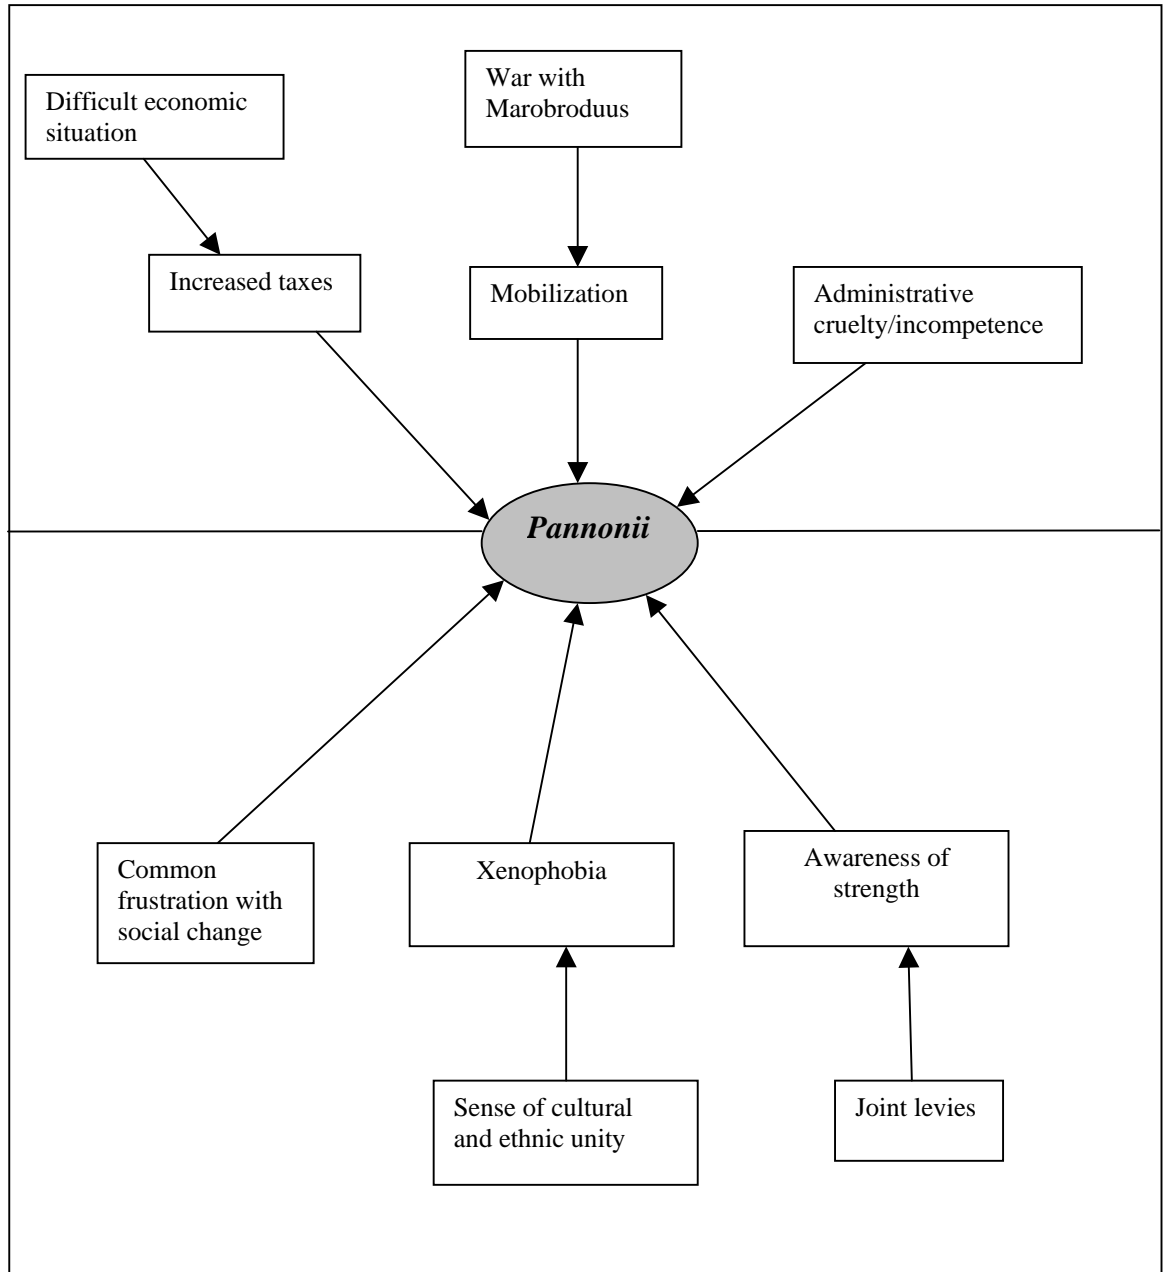 Difficult economic
situation
War with
Marobroduus
Increased taxes
Mobilization
Administrative
cruelty/incompetence
Pannonii
Common
frustration with
social change
Xenophobia
Awareness of
strength
Sense of cultural
and ethnic unity
Joint levies